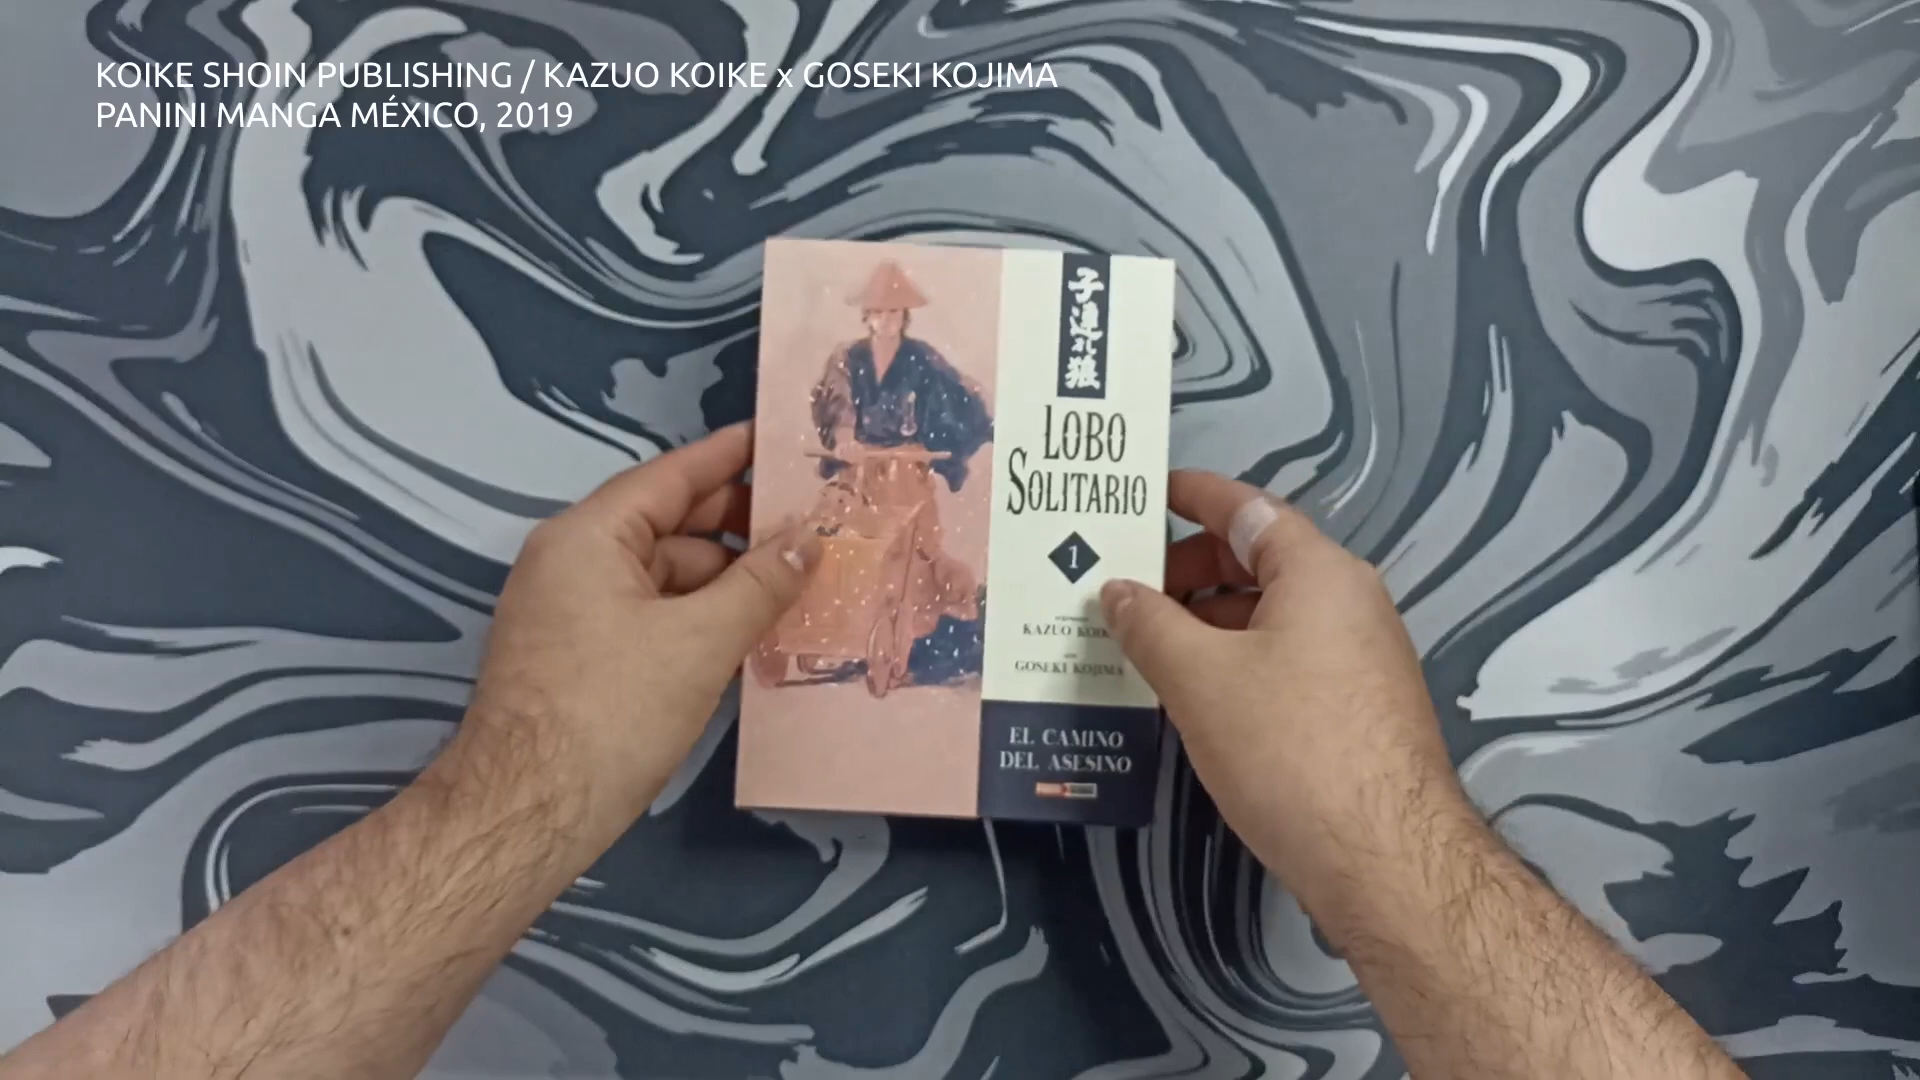 KOIKE SHOIN PUBLISHING / KAZUO KOIKE x GOSEKI KOJIMA
PANINI MANGA MÉXICO, 2019
子連れ狼
LOBO
SOLITARIO
1
KAZUO
GOSEKI KOJIMA
EL CAMINO
DEL ASESINO